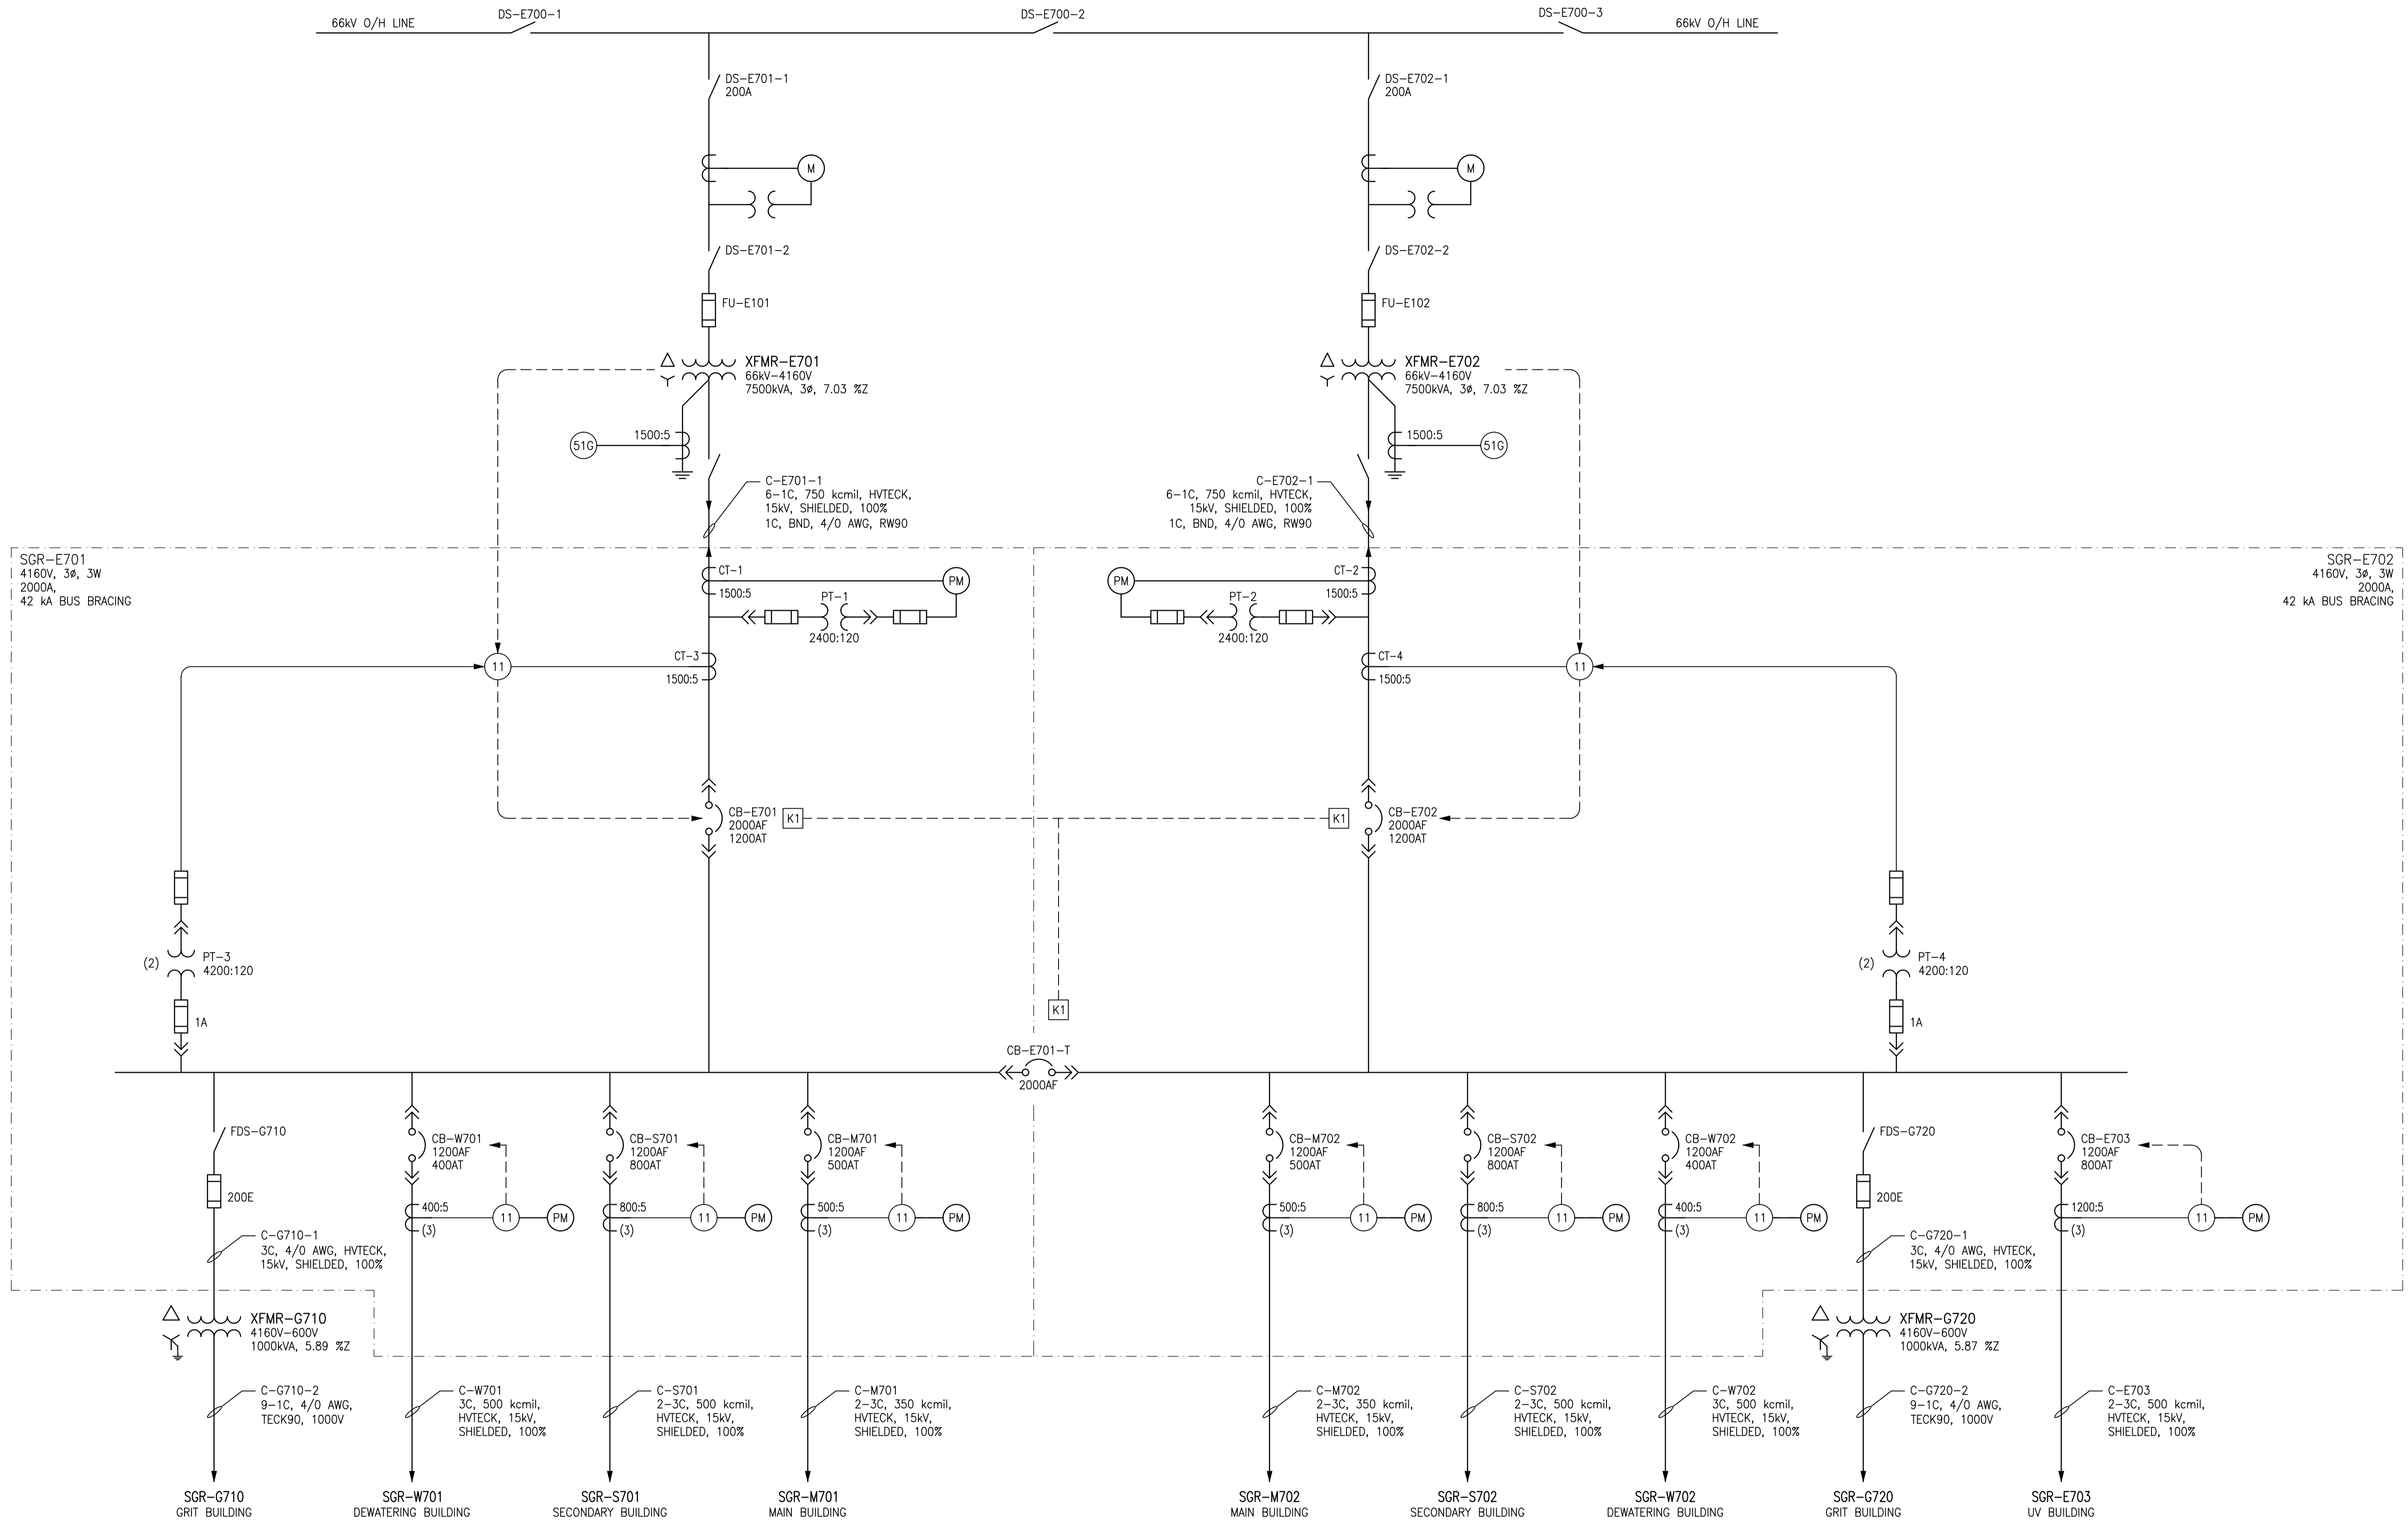 DS-E700-1
DS-E700-2
DS-E700-3
66kV O/H LINE
66kV O/H LINE
DS-E701-1
200A
DS-E702-1
200A
M
M
DS-E701-2
DS-E702-2
FU-E101
FU-E102
XFMR-E701
66kV-4160V
7500kVA, 3ø, 7.03 %Z
XFMR-E702
66kV-4160V
7500kVA, 3ø, 7.03 %Z
51G
1500:5
1500:5
51G
C-E701-1
6-1C, 750 kcmil, HVTECK,
15kV, SHIELDED, 100%
1C, BND, 4/0 AWG, RW90
C-E702-1
6-1C, 750 kcmil, HVTECK,
15kV, SHIELDED, 100%
1C, BND, 4/0 AWG, RW90
SGR-E701
4160V, 3ø, 3W
2000A,
42 kA BUS BRACING
SGR-E702
4160V, 3ø, 3W
2000A,
42 kA BUS BRACING
CT-1
1500:5
PM
PT-1
2400:120
PM
CT-2
1500:5
PT-2
2400:120
11
CT-3
1500:5
CT-4
1500:5
11
CB-E701
2000AF
1200AT
K1
K1
CB-E702
2000AF
1200AT
(2)
PT-3
4200:120
1A
K1
(2)
PT-4
4200:120
1A
CB-E701-T
2000AF
FDS-G710
200E
C-G710-1
3C, 4/0 AWG, HVTECK,
15kV, SHIELDED, 100%
CB-W701
1200AF
400AT
400:5
(3)
11
PM
CB-S701
1200AF
800AT
800:5
(3)
11
PM
CB-M701
1200AF
500AT
500:5
(3)
11
PM
CB-M702
1200AF
500AT
500:5
(3)
11
PM
CB-S702
1200AF
800AT
800:5
(3)
11
PM
CB-W702
1200AF
400AT
400:5
(3)
11
PM
FDS-G720
200E
C-G720-1
3C, 4/0 AWG, HVTECK,
15kV, SHIELDED, 100%
CB-E703
1200AF
800AT
1200:5
(3)
11
PM
XFMR-G710
4160V-600V
1000kVA, 5.89 %Z
XFMR-G720
4160V-600V
1000kVA, 5.87 %Z
C-G710-2
9-1C, 4/0 AWG,
TECK90, 1000V
C-W701
3C, 500 kcmil,
HVTECK, 15kV,
SHIELDED, 100%
C-S701
2-3C, 500 kcmil,
HVTECK, 15kV,
SHIELDED, 100%
C-M701
2-3C, 350 kcmil,
HVTECK, 15kV,
SHIELDED, 100%
C-M702
2-3C, 350 kcmil,
HVTECK, 15kV,
SHIELDED, 100%
C-S702
2-3C, 500 kcmil,
HVTECK, 15kV,
SHIELDED, 100%
C-W702
3C, 500 kcmil,
HVTECK, 15kV,
SHIELDED, 100%
C-G720-2
9-1C, 4/0 AWG,
TECK90, 1000V
C-E703
2-3C, 500 kcmil,
HVTECK, 15kV,
SHIELDED, 100%
SGR-G710
GRIT BUILDING
SGR-W701
DEWATERING BUILDING
SGR-S701
SECONDARY BUILDING
SGR-M701
MAIN BUILDING
SGR-M702
MAIN BUILDING
SGR-S702
SECONDARY BUILDING
SGR-W702
DEWATERING BUILDING
SGR-G720
GRIT BUILDING
SGR-E703
UV BUILDING